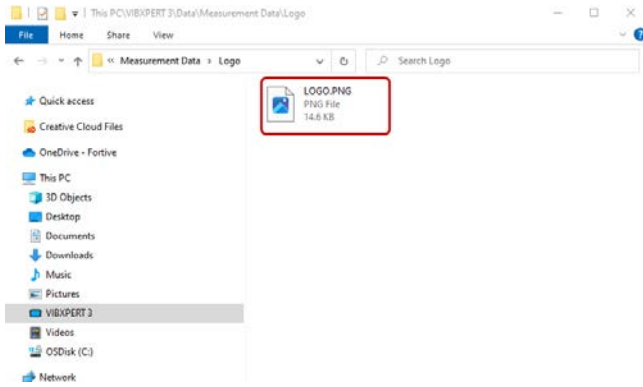 This PC\VIBXPERT 3\Data\Measurement Data\Logo
File Home Share View
« Measurement Data › Logo
Search Logo
Quick access
Creative Cloud Files
OneDrive - Fortive
This PC
3D Objects
Desktop
Documents
Downloads
Music
Pictures
VIBXPERT 3
Videos
OSDisk (C:)
Network
LOGO.PNG
PNG File
14.6 KB